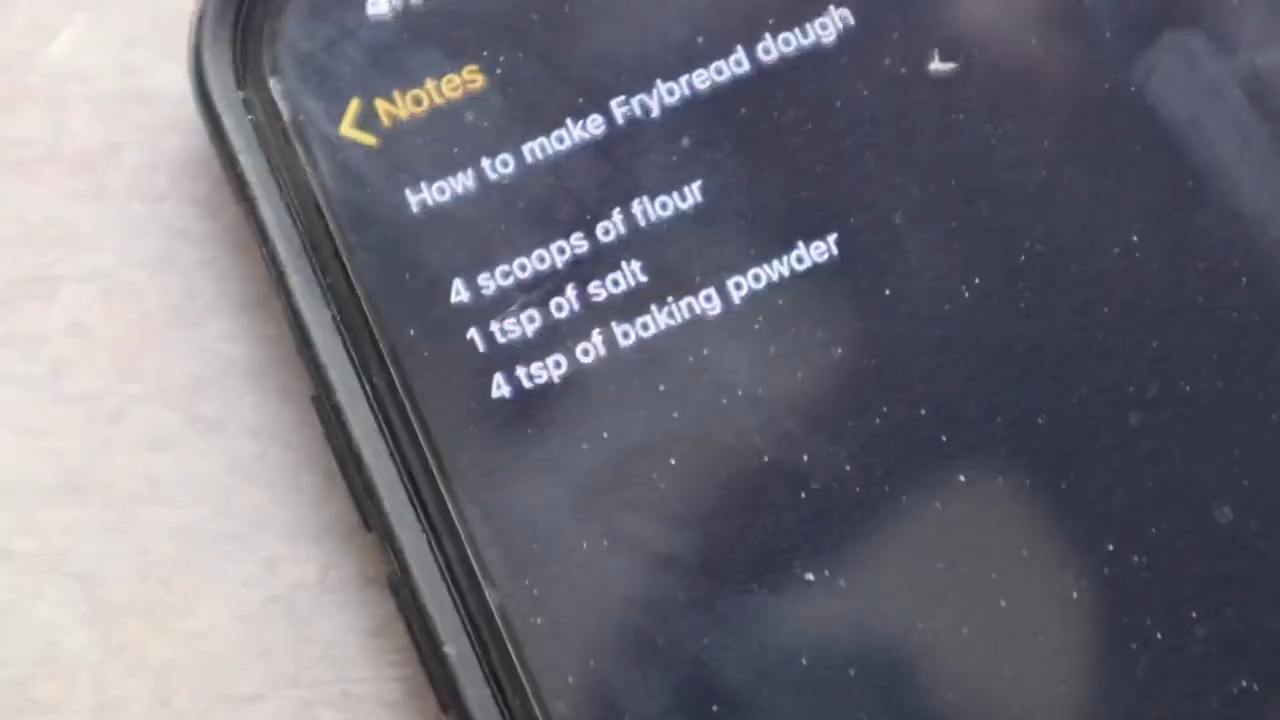 Notes
How to make Frybread dough
4 scoops of flour
1 tsp of salt
4 tsp of baking powder